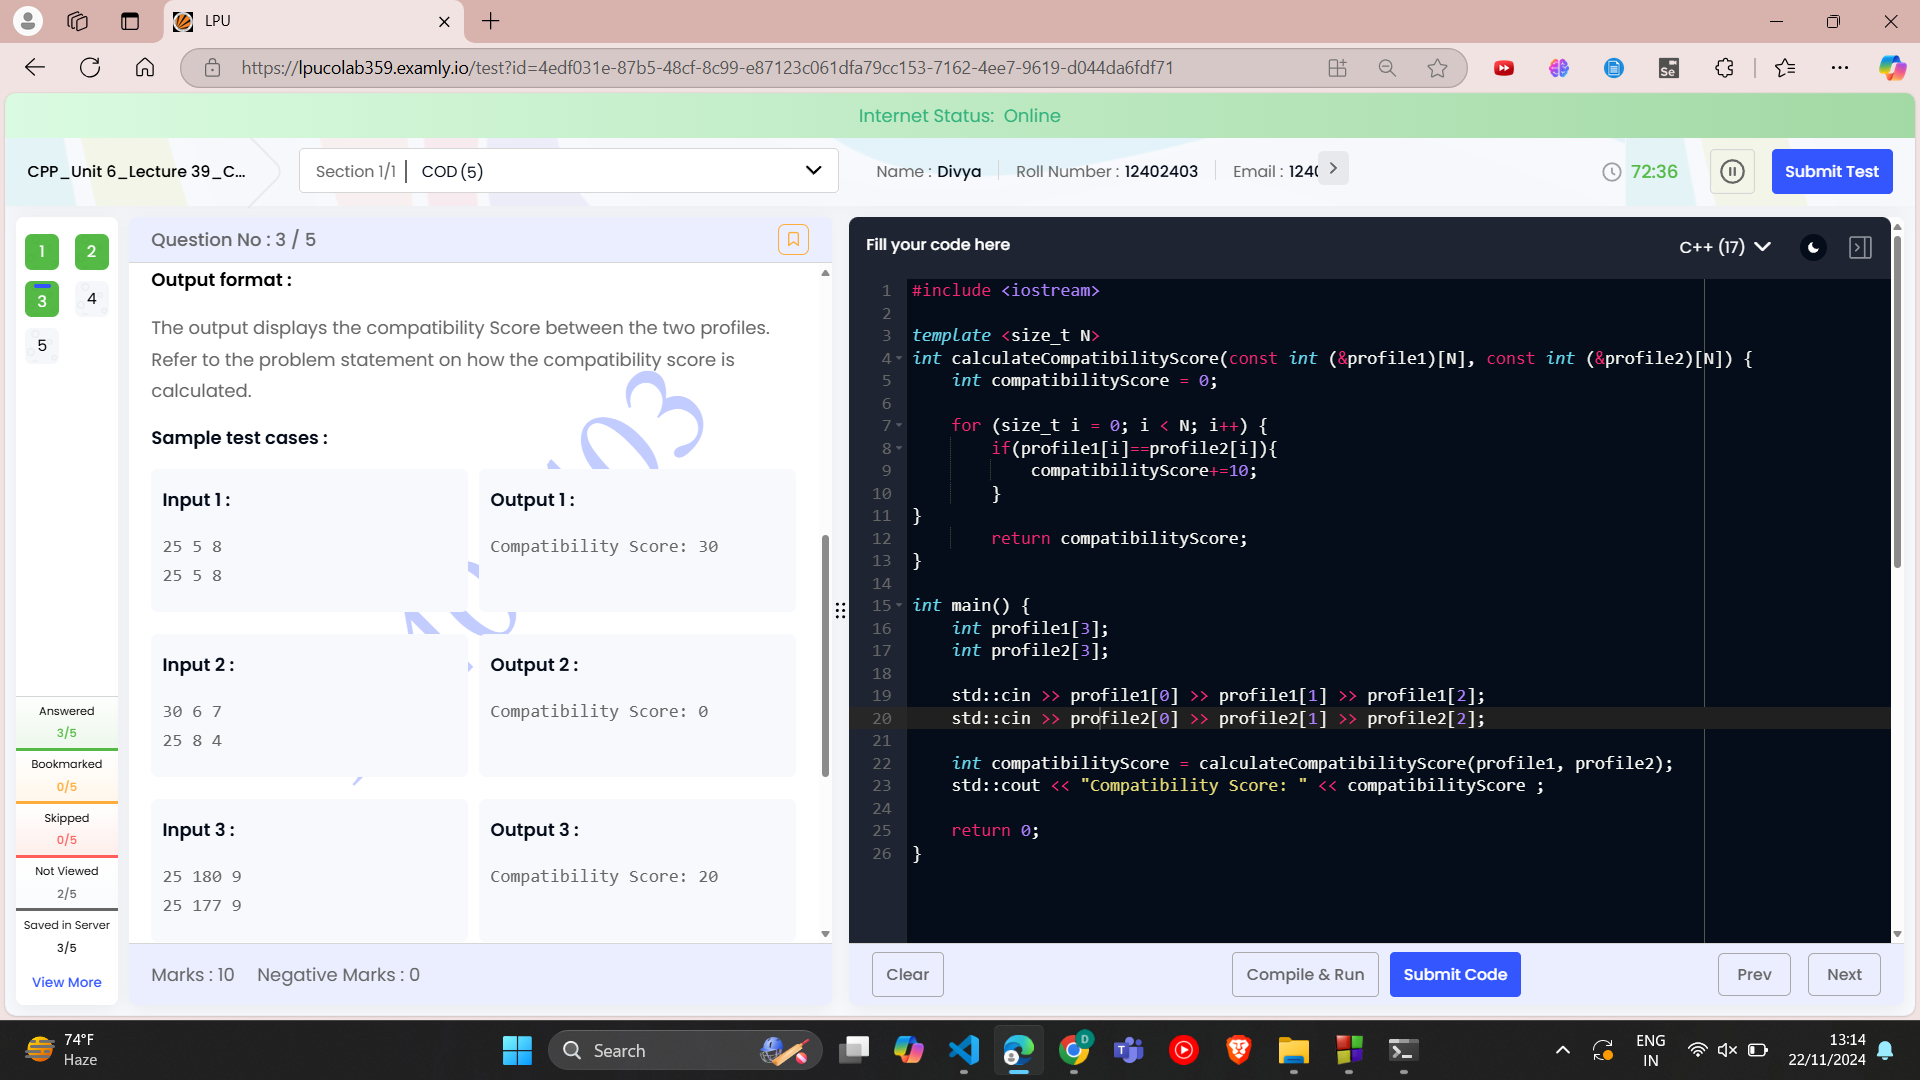 LPU
https://lpucolab359.examly.io/test?id=4edf031e-87b5-48cf-8c99-e87123c061dfa79cc153-7162-4ee7-9619-d044da6fdf71
Internet Status: Online
CPP_Unit 6_Lecture 39_C...
Section 1/1 | COD (5)
Name : Divya
Roll Number : 12402403
Email : 1240
72:36
Submit Test
1 2
3 4
5
Answered
3/5
Bookmarked
0/5
Skipped
0/5
Not Viewed
2/5
Saved in Server
3/5
View More
Question No : 3 / 5
Output format :
The output displays the compatibility Score between the two profiles.
Refer to the problem statement on how the compatibility score is
calculated.
Sample test cases :
Input 1 :
25 5 8
25 5 8
Output 1 :
Compatibility Score: 30
Input 2 :
30 6 7
25 8 4
Output 2 :
Compatibility Score: 0
Input 3 :
25 180 9
25 177 9
Output 3 :
Compatibility Score: 20
Marks : 10 Negative Marks : 0
Fill your code here
C++ (17)
1 #include <iostream>
2
3 template <size_t N>
4 int calculateCompatibilityScore(const int (&profile1)[N], const int (&profile2)[N]) {
5     int compatibilityScore = 0;
6
7     for (size_t i = 0; i < N; i++) {
8         if(profile1[i]==profile2[i]){
9             compatibilityScore+=10;
10         }
11 }
12         return compatibilityScore;
13 }
14
15 int main() {
16     int profile1[3];
17     int profile2[3];
18
19     std::cin >> profile1[0] >> profile1[1] >> profile1[2];
20     std::cin >> profile2[0] >> profile2[1] >> profile2[2];
21
22     int compatibilityScore = calculateCompatibilityScore(profile1, profile2);
23     std::cout << "Compatibility Score: " << compatibilityScore ;
24
25     return 0;
26 }
Clear
Compile & Run
Submit Code
Prev
Next
74°F
Haze
Search
ENG
IN
13:14
22/11/2024